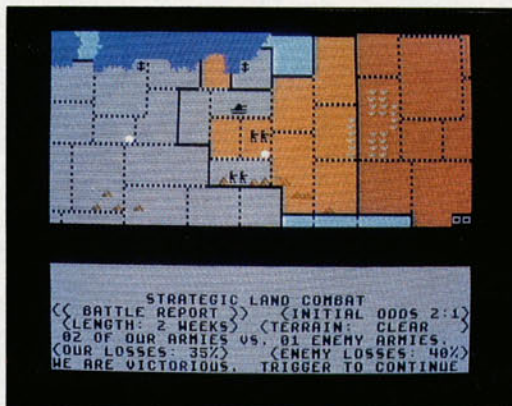 STRATEGIC LAND COMBAT
(( BATTLE REPORT )) (INITIAL ODDS 2:1)
(LENGTH: 2 WEEKS) (TERRAIN: CLEAR )
02 OF OUR ARMIES VS. 01 ENEMY ARMIES.
(OUR LOSSES: 35%) (ENEMY LOSSES: 40%)
WE ARE VICTORIOUS. TRIGGER TO CONTINUE